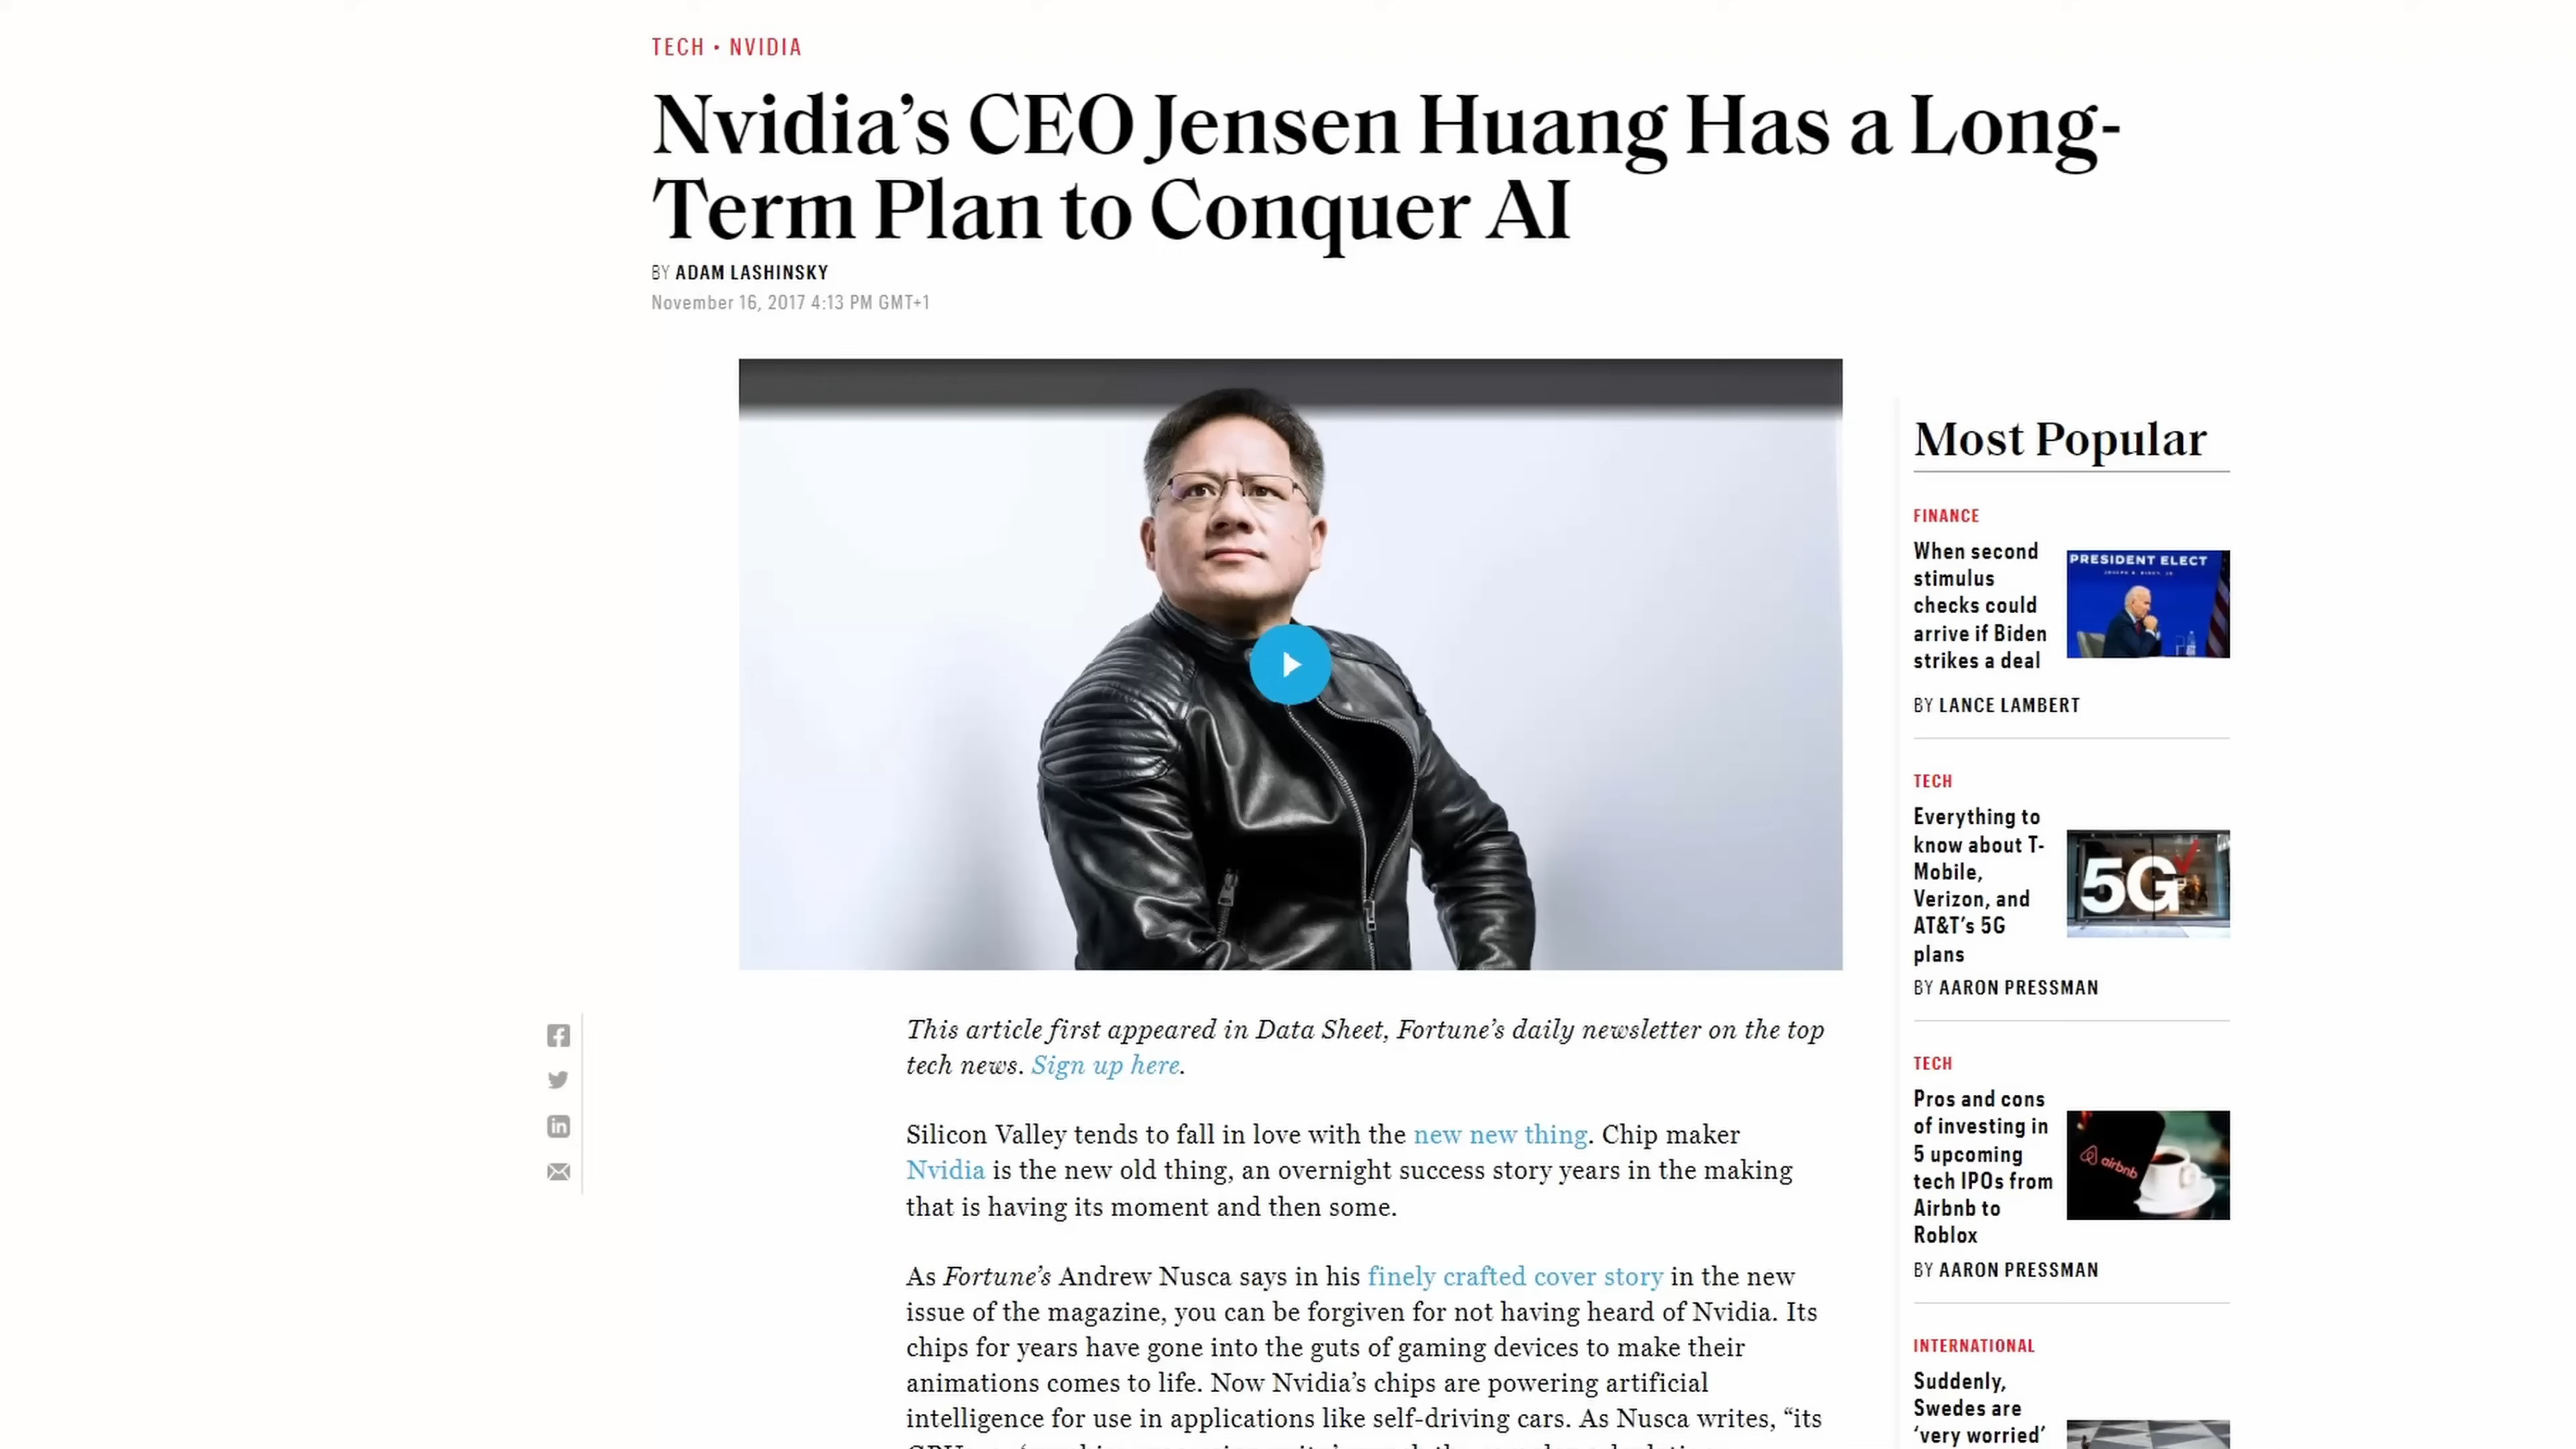 TECH • NVIDIA
Nvidia’s CEO Jensen Huang Has a Long-
Term Plan to Conquer AI
BY ADAM LASHINSKY
November 16, 2017 4:13 PM GMT+1
This article first appeared in Data Sheet, Fortune’s daily newsletter on the top
tech news. Sign up here.
Silicon Valley tends to fall in love with the new new thing. Chip maker
Nvidia is the new old thing, an overnight success story years in the making
that is having its moment and then some.
As Fortune’s Andrew Nusca says in his finely crafted cover story in the new
issue of the magazine, you can be forgiven for not having heard of Nvidia. Its
chips for years have gone into the guts of gaming devices to make their
animations comes to life. Now Nvidia’s chips are powering artificial
intelligence for use in applications like self-driving cars. As Nusca writes, “its
Most Popular
FINANCE
When second
stimulus
checks could
arrive if Biden
strikes a deal
PRESIDENT ELECT
BY LANCE LAMBERT
TECH
Everything to
know about T-
Mobile,
Verizon, and
AT&T’s 5G
plans
5G
BY AARON PRESSMAN
TECH
Pros and cons
of investing in
5 upcoming
tech IPOs from
Airbnb to
Roblox
airbnb
BY AARON PRESSMAN
INTERNATIONAL
Suddenly,
Swedes are
‘very worried’